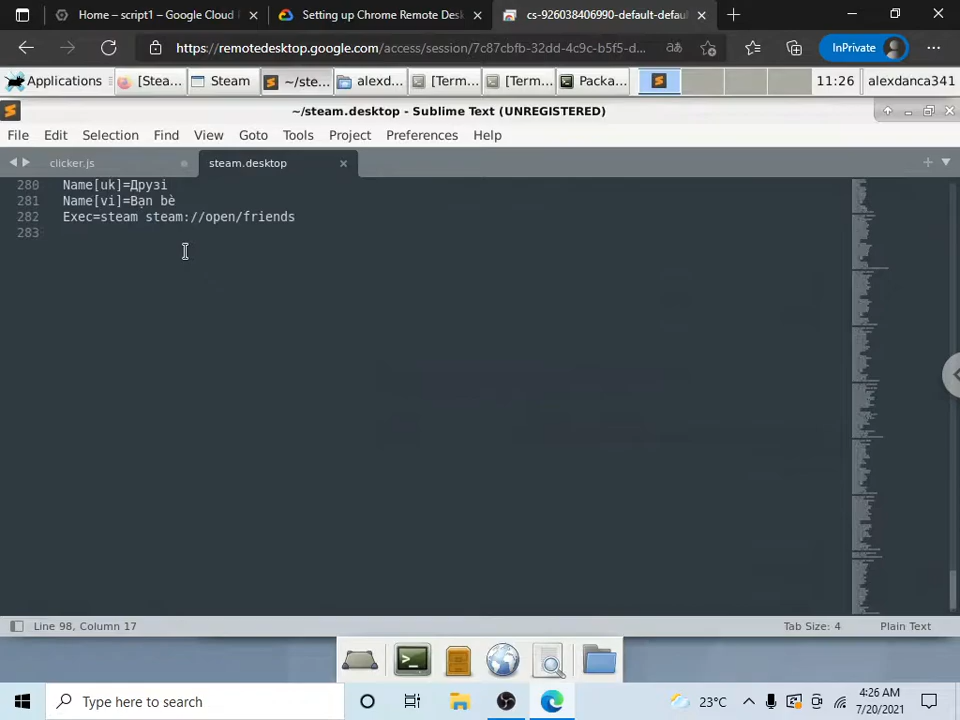 Home – script1 – Google Cloud
Setting up Chrome Remote Desk
cs-926038406990-default-defau
https://remotedesktop.google.com/access/session/7c87cbfb-32dd-4c9c-b5f5-d...
InPrivate
Applications
[Stea...
Steam
~/ste...
alexd...
[Term...
[Term...
Packa...
11:26
alexdanca341
~/steam.desktop - Sublime Text (UNREGISTERED)
File Edit Selection Find View Goto Tools Project Preferences Help
clicker.js
steam.desktop
280 Name[uk]=Друзі
281 Name[vi]=Bạn bè
282 Exec=steam steam://open/friends
283
Line 98, Column 17
Tab Size: 4
Plain Text
Type here to search
23°C
4:26 AM
7/20/2021